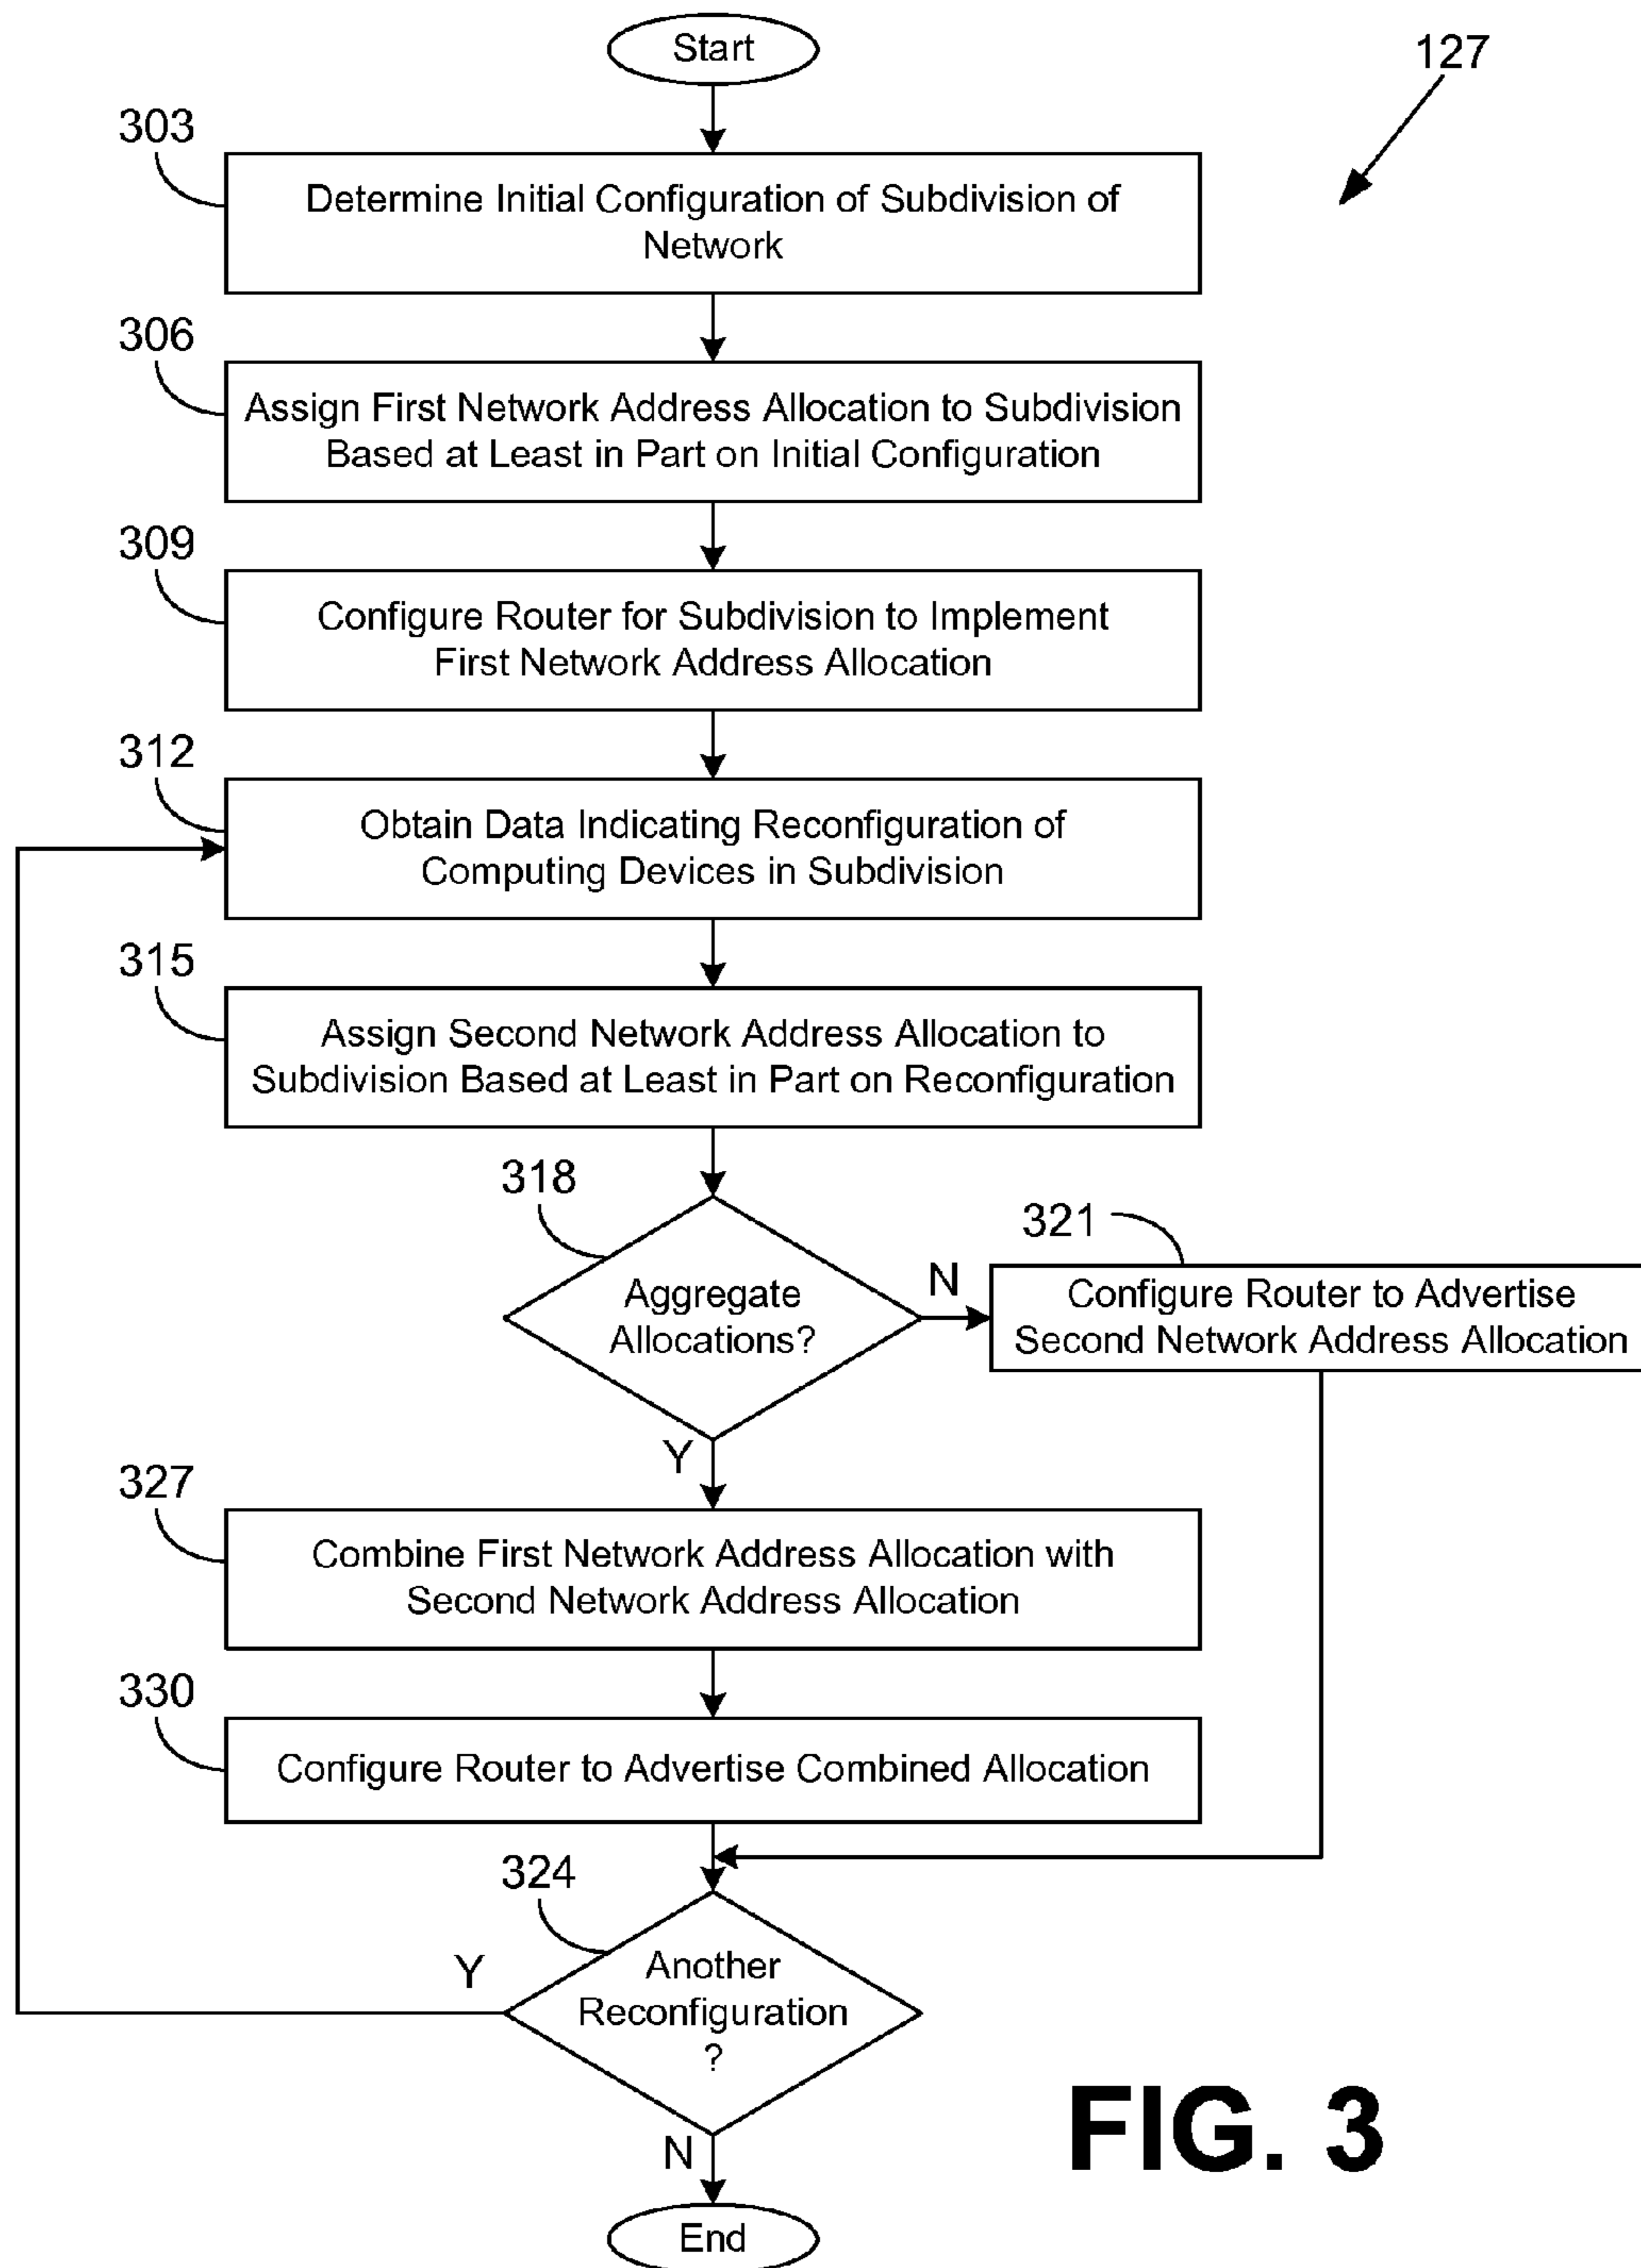 Start
127
303
Determine Initial Configuration of Subdivision of
Network
306
Assign First Network Address Allocation to Subdivision
Based at Least in Part on Initial Configuration
309
Configure Router for Subdivision to Implement
First Network Address Allocation
312
Obtain Data Indicating Reconfiguration of
Computing Devices in Subdivision
315
Assign Second Network Address Allocation to
Subdivision Based at Least in Part on Reconfiguration
318
Aggregate
Allocations?
N
321
Configure Router to Advertise
Second Network Address Allocation
Y
327
Combine First Network Address Allocation with
Second Network Address Allocation
330
Configure Router to Advertise Combined Allocation
324
Another
Reconfiguration
?
Y
N
End
FIG. 3